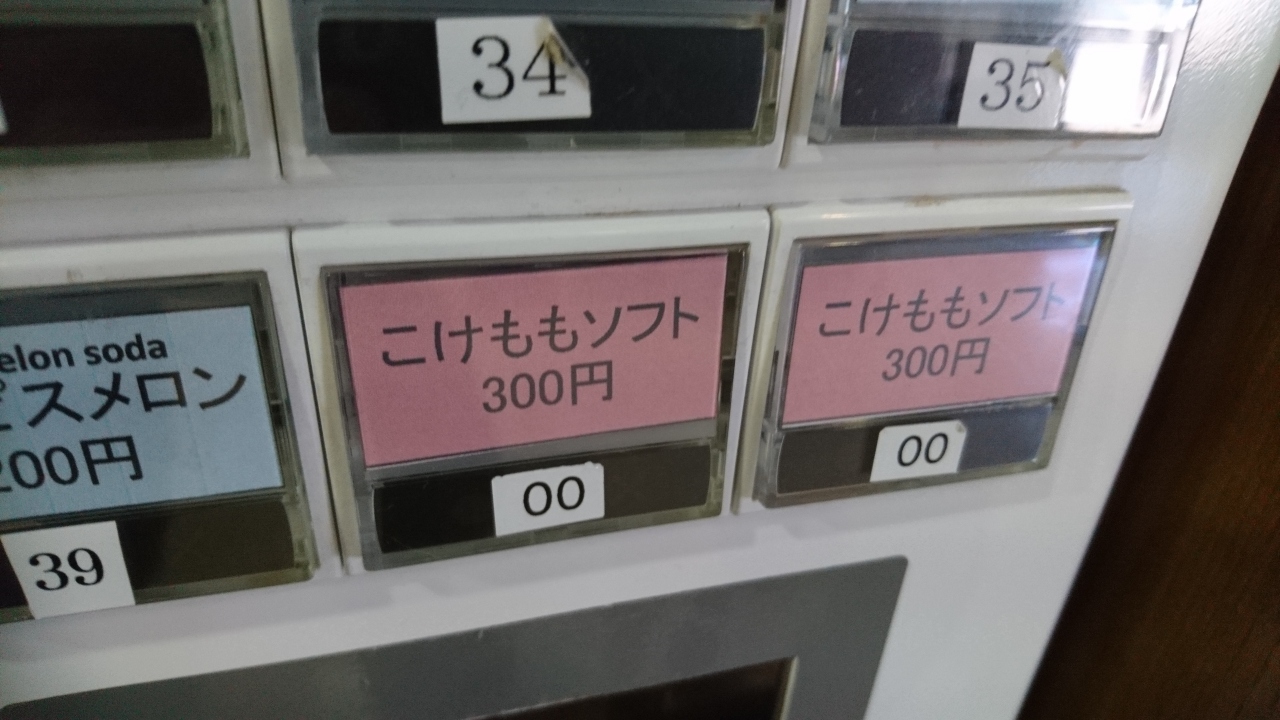 34
35
elon soda
スメロン
200円
39
こけももソフト
300円
00
こけももソフト
300円
00